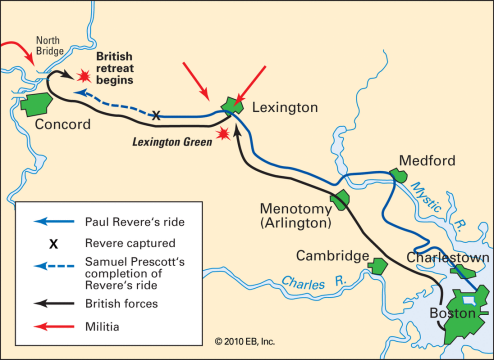 North
Bridge
British
retreat
begins
Concord
Lexington
Lexington Green
Medford
Mystic R.
Menotomy
(Arlington)
Cambridge
Charlestown
Charles R.
Boston
Paul Revere's ride
X Revere captured
Samuel Prescott's
completion of
Revere's ride
British forces
Militia
© 2010 EB, Inc.
X